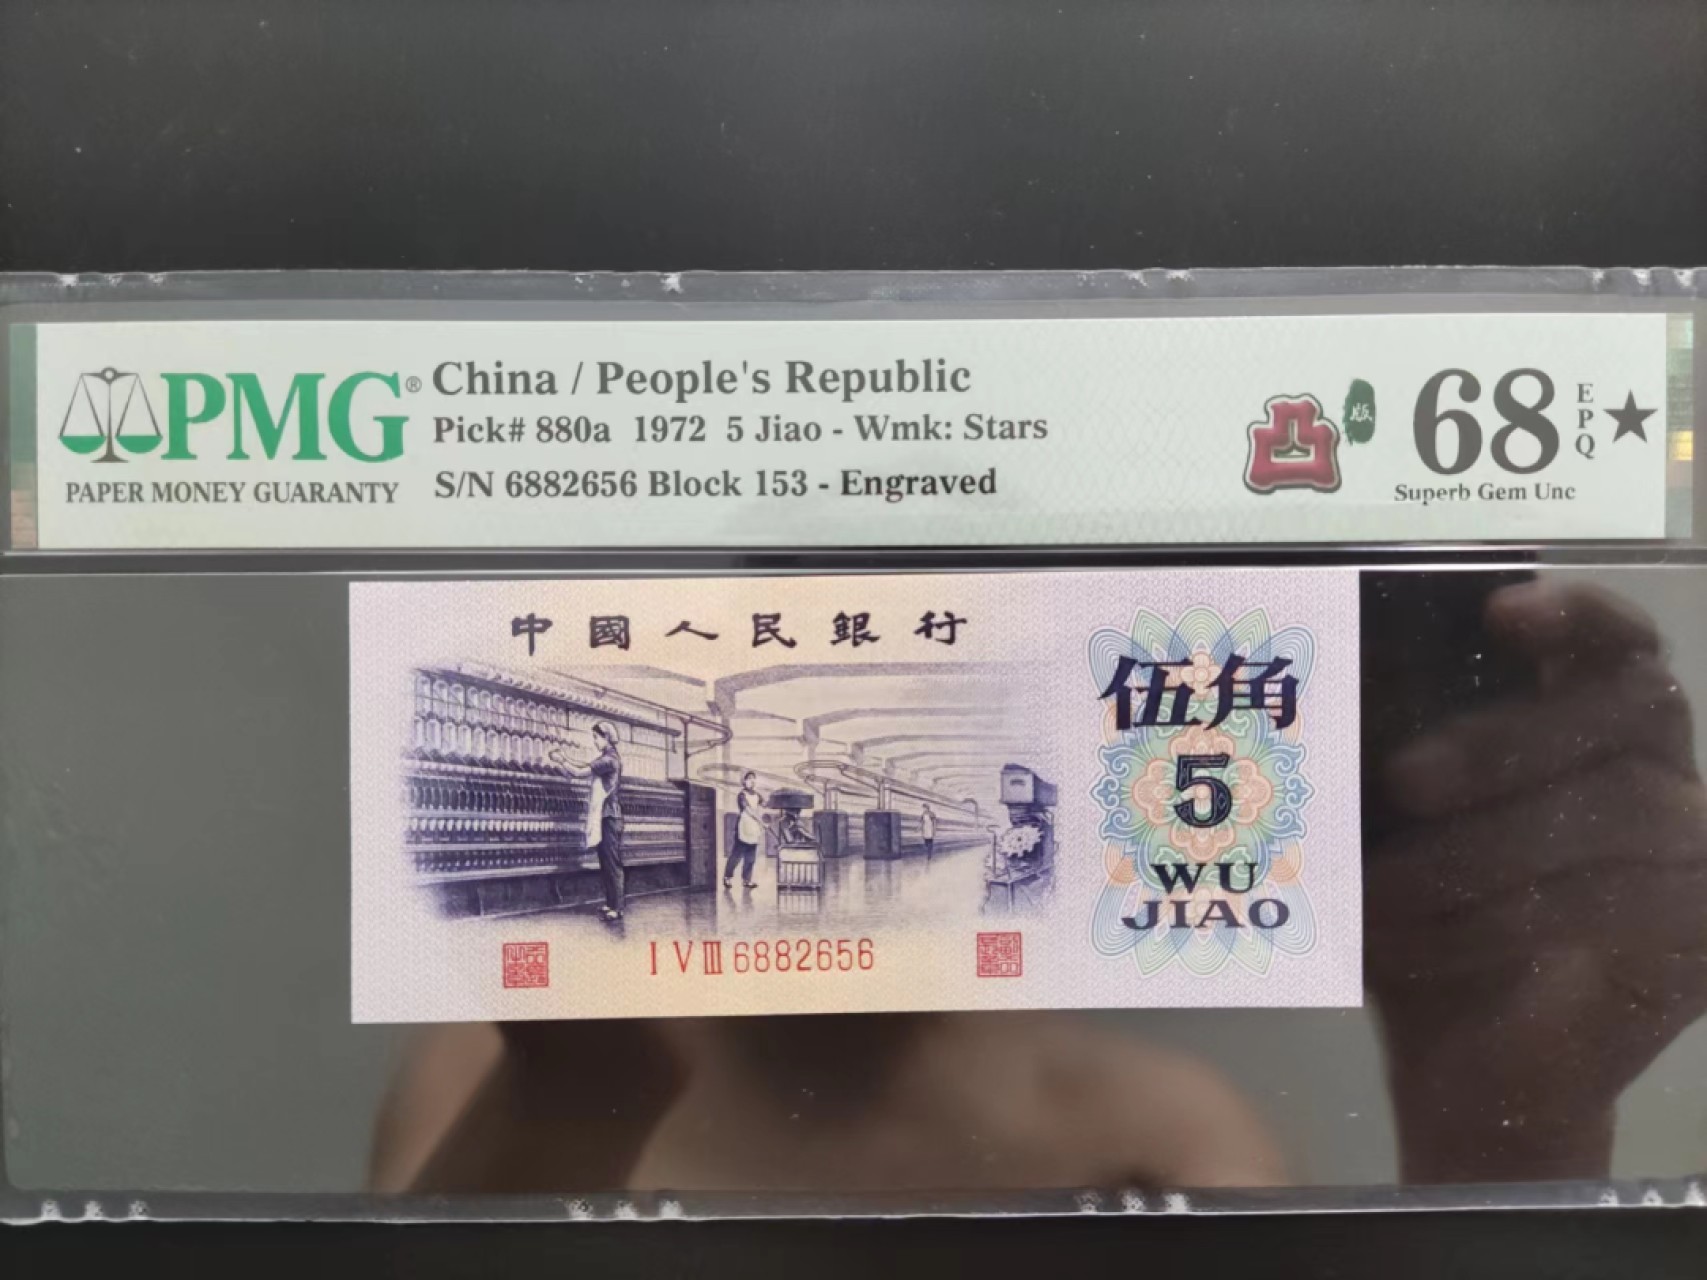 PMG®
PAPER MONEY GUARANTY
China / People's Republic
Pick# 880a 1972 5 Jiao - Wmk: Stars
S/N 6882656 Block 153 - Engraved
凸版
68 EPQ ★
Superb Gem Unc
中國人民銀行
伍角
5
WU
JIAO
I V III 6882656